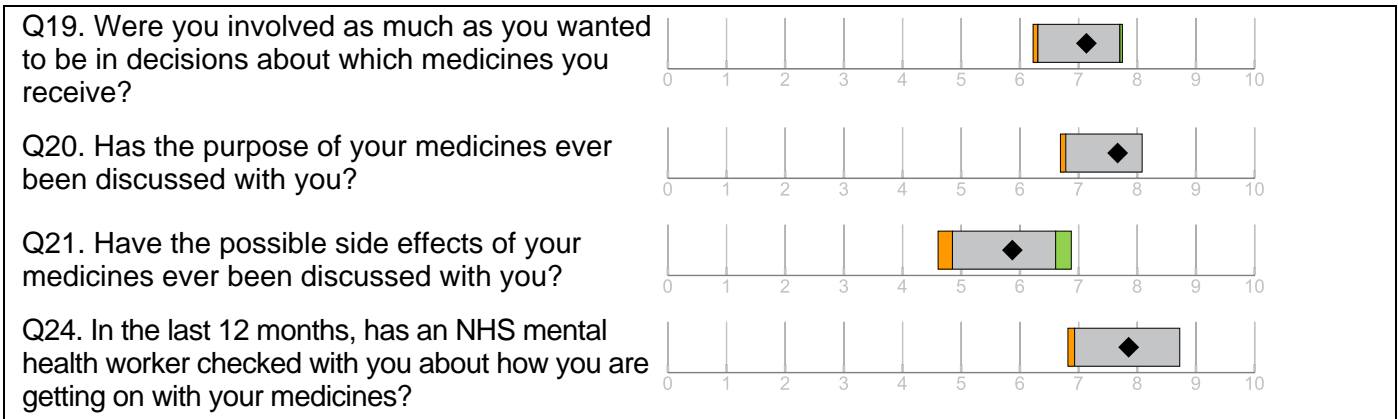 Q19. Were you involved as much as you wanted
to be in decisions about which medicines you
receive?
0 1 2 3 4 5 6 7 8 9 10
Q20. Has the purpose of your medicines ever
been discussed with you?
0 1 2 3 4 5 6 7 8 9 10
Q21. Have the possible side effects of your
medicines ever been discussed with you?
0 1 2 3 4 5 6 7 8 9 10
Q24. In the last 12 months, has an NHS mental
health worker checked with you about how you are
getting on with your medicines?
0 1 2 3 4 5 6 7 8 9 10